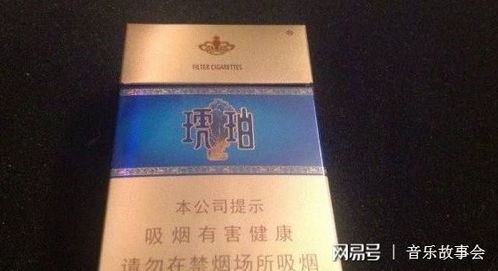 FILTER CIGARETTES
琥珀
本公司提示
吸烟有害健康
请勿在禁烟场所吸烟
网易号 | 音乐故事会